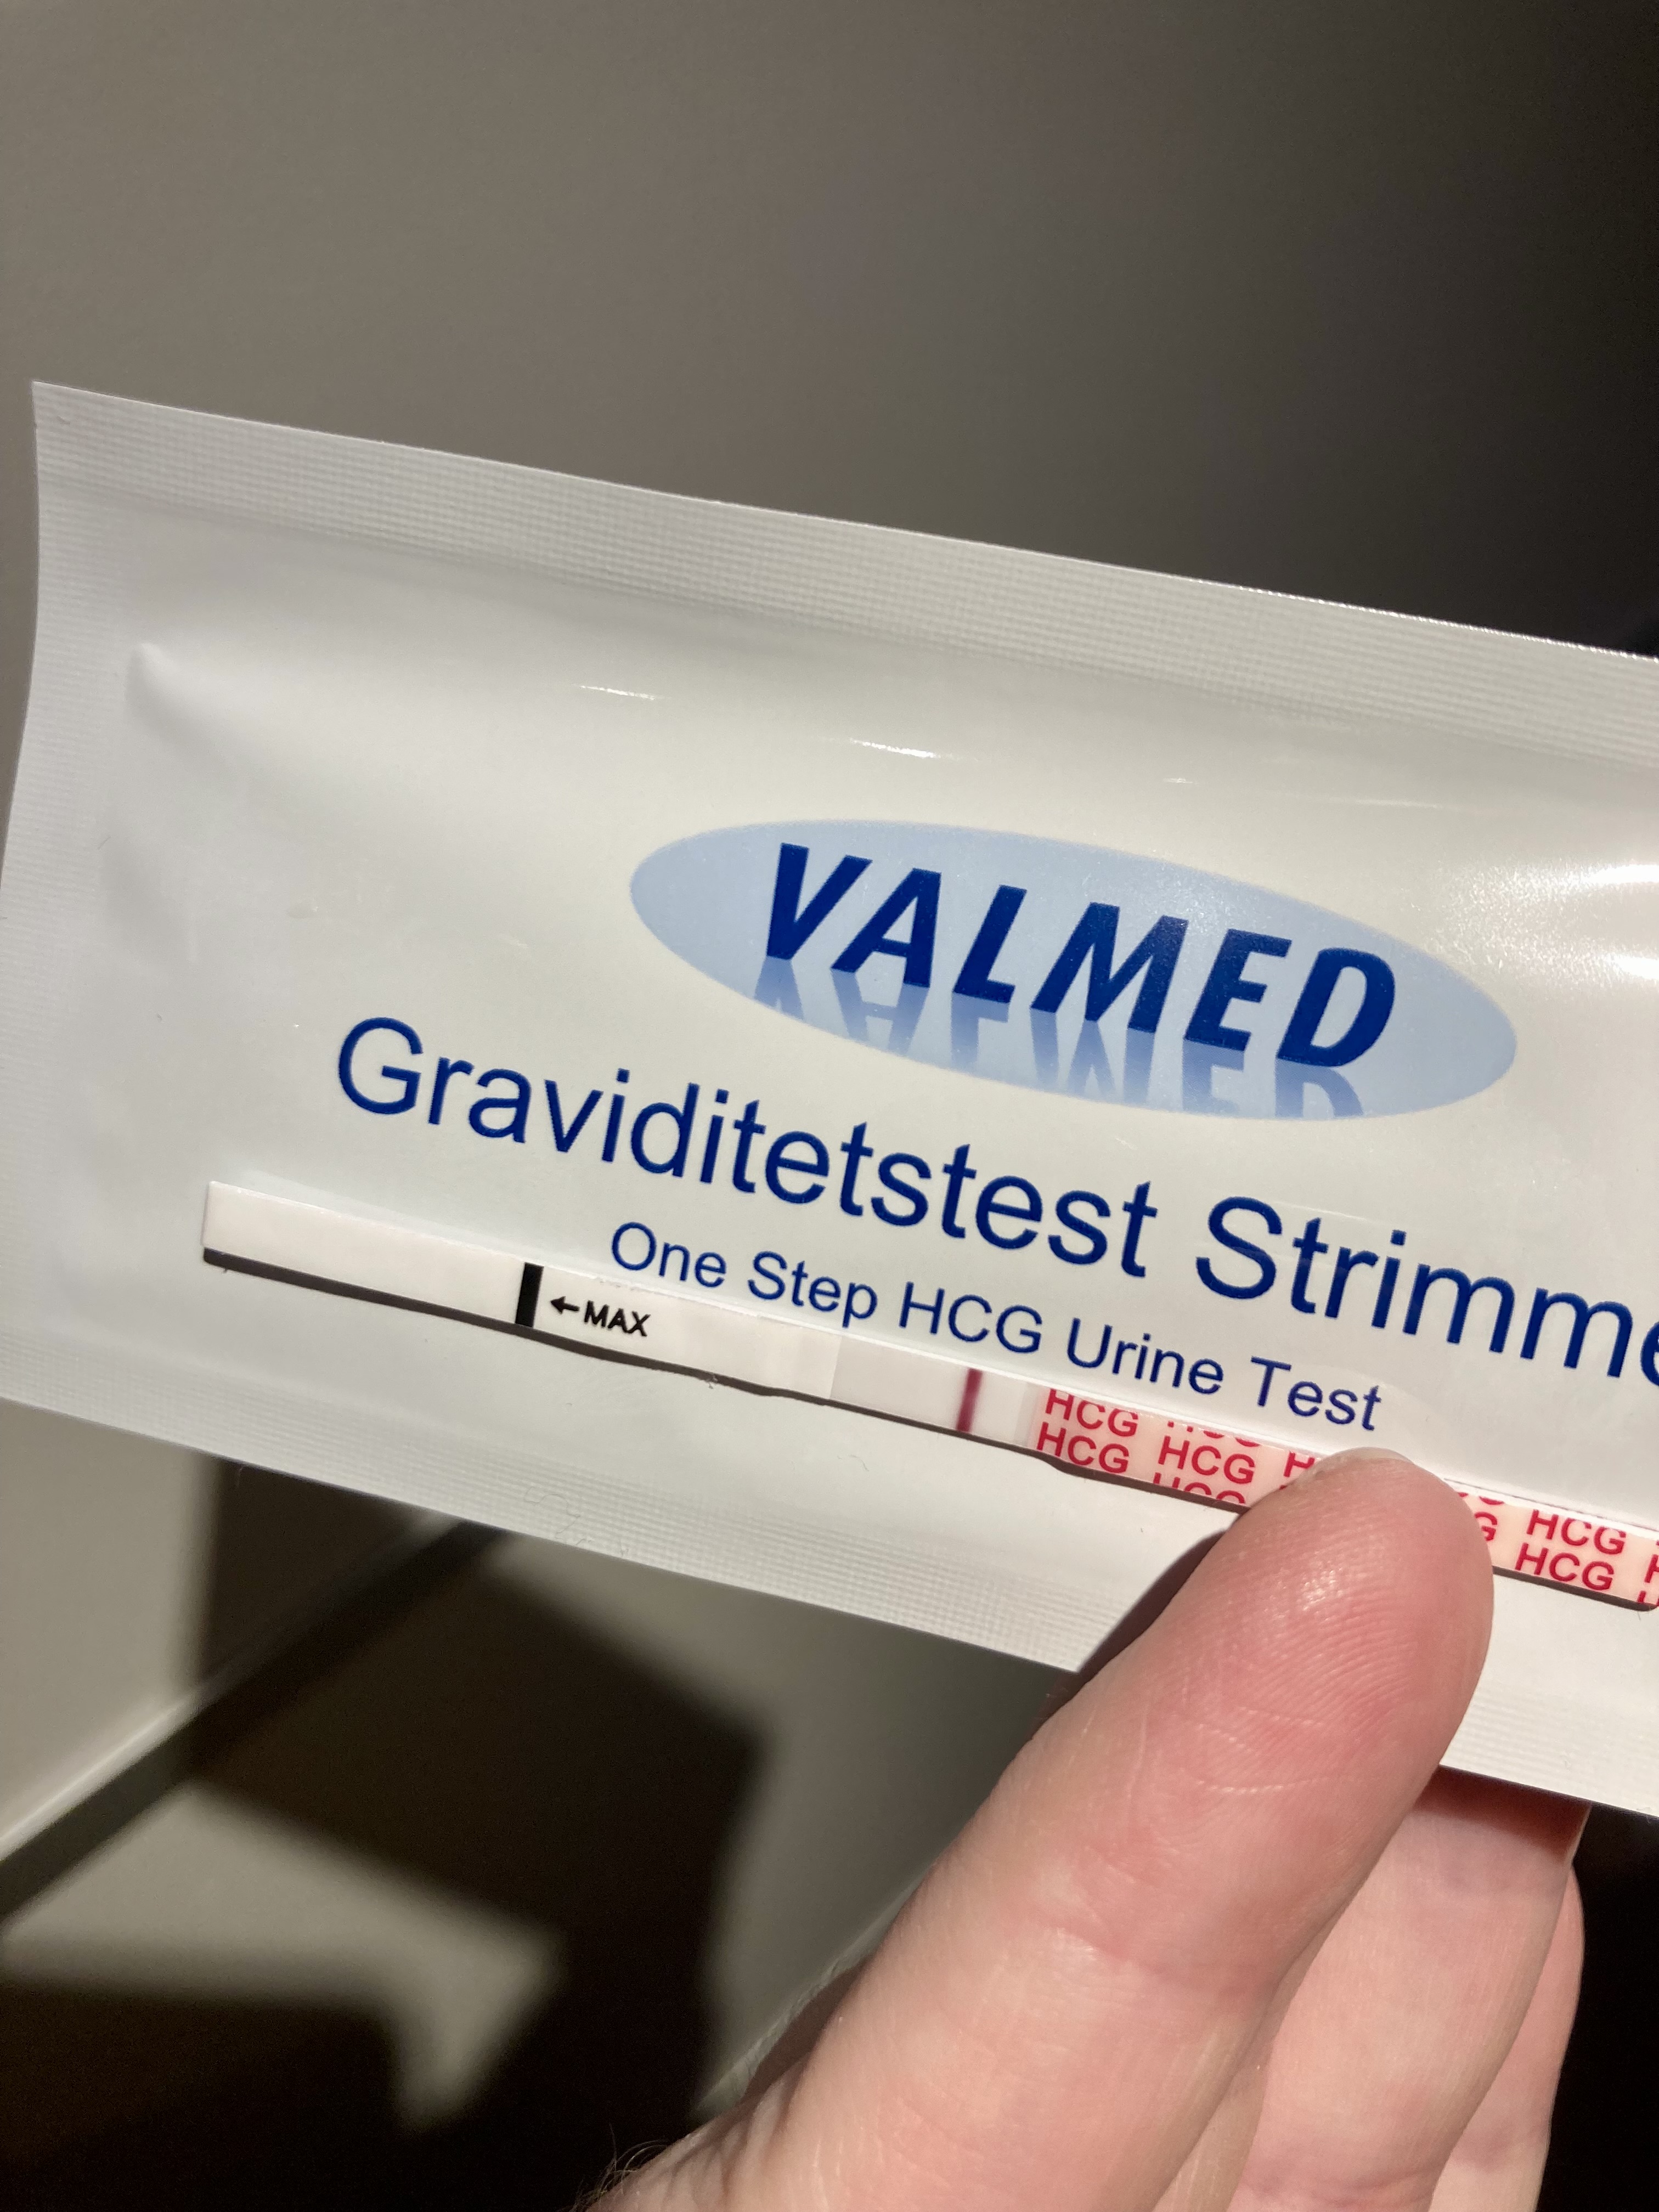 VALMED
Graviditetstest Strimme
One Step HCG Urine Test
←MAX
HCG
HCG HCG
HCG
HCG